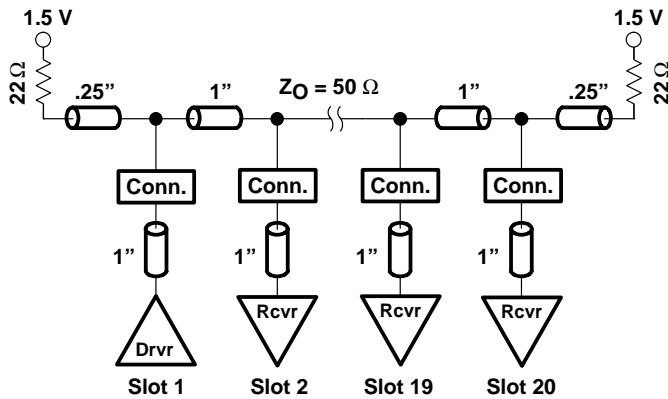 1.5 V
1.5 V
22 Ω
.25”
1”
ZO = 50 Ω
1”
.25”
22 Ω
Conn.
Conn.
Conn.
Conn.
1”
1”
1”
1”
Drvr
Rcvr
Rcvr
Rcvr
Slot 1
Slot 2
Slot 19
Slot 20